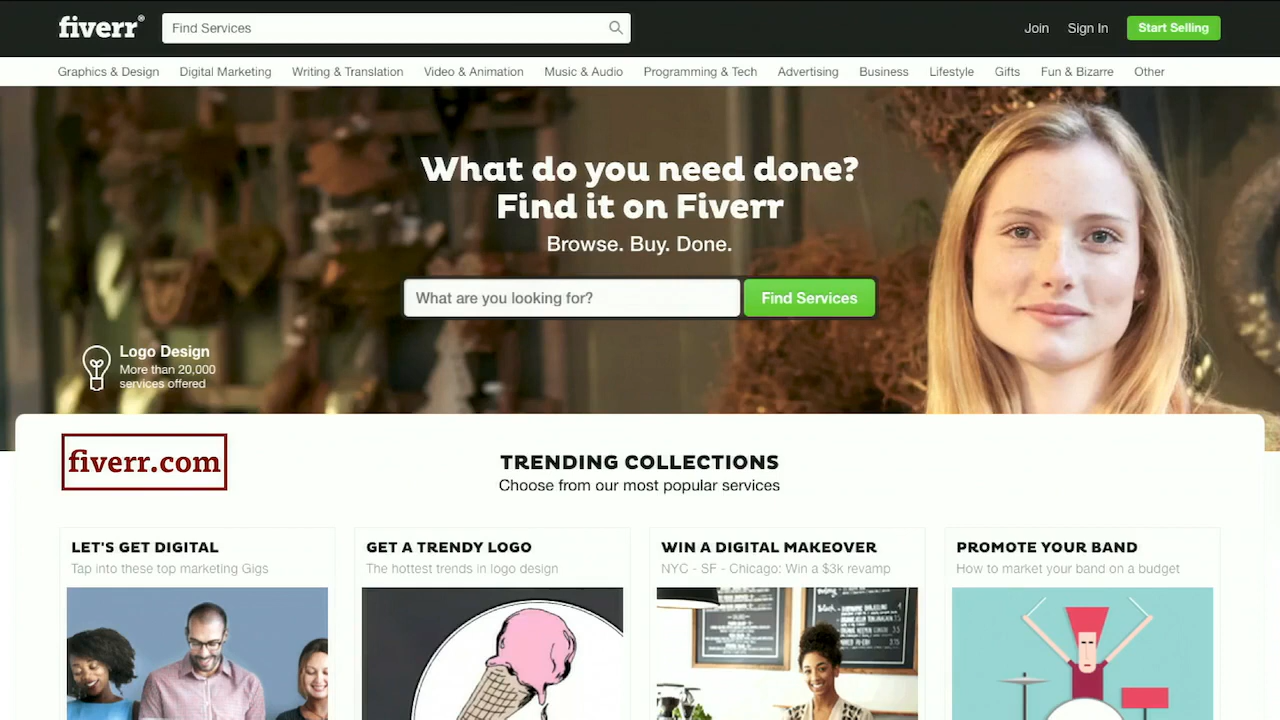 fiverr®
Find Services
Join Sign In Start Selling
Graphics & Design Digital Marketing Writing & Translation Video & Animation Music & Audio Programming & Tech Advertising Business Lifestyle Gifts Fun & Bizarre Other
What do you need done?
Find it on Fiverr
Browse. Buy. Done.
What are you looking for? Find Services
Logo Design
More than 20,000
services offered
fiverr.com
TRENDING COLLECTIONS
Choose from our most popular services
LET'S GET DIGITAL
Tap into these top marketing Gigs
GET A TRENDY LOGO
The hottest trends in logo design
WIN A DIGITAL MAKEOVER
NYC - SF - Chicago: Win a $3k revamp
PROMOTE YOUR BAND
How to market your band on a budget